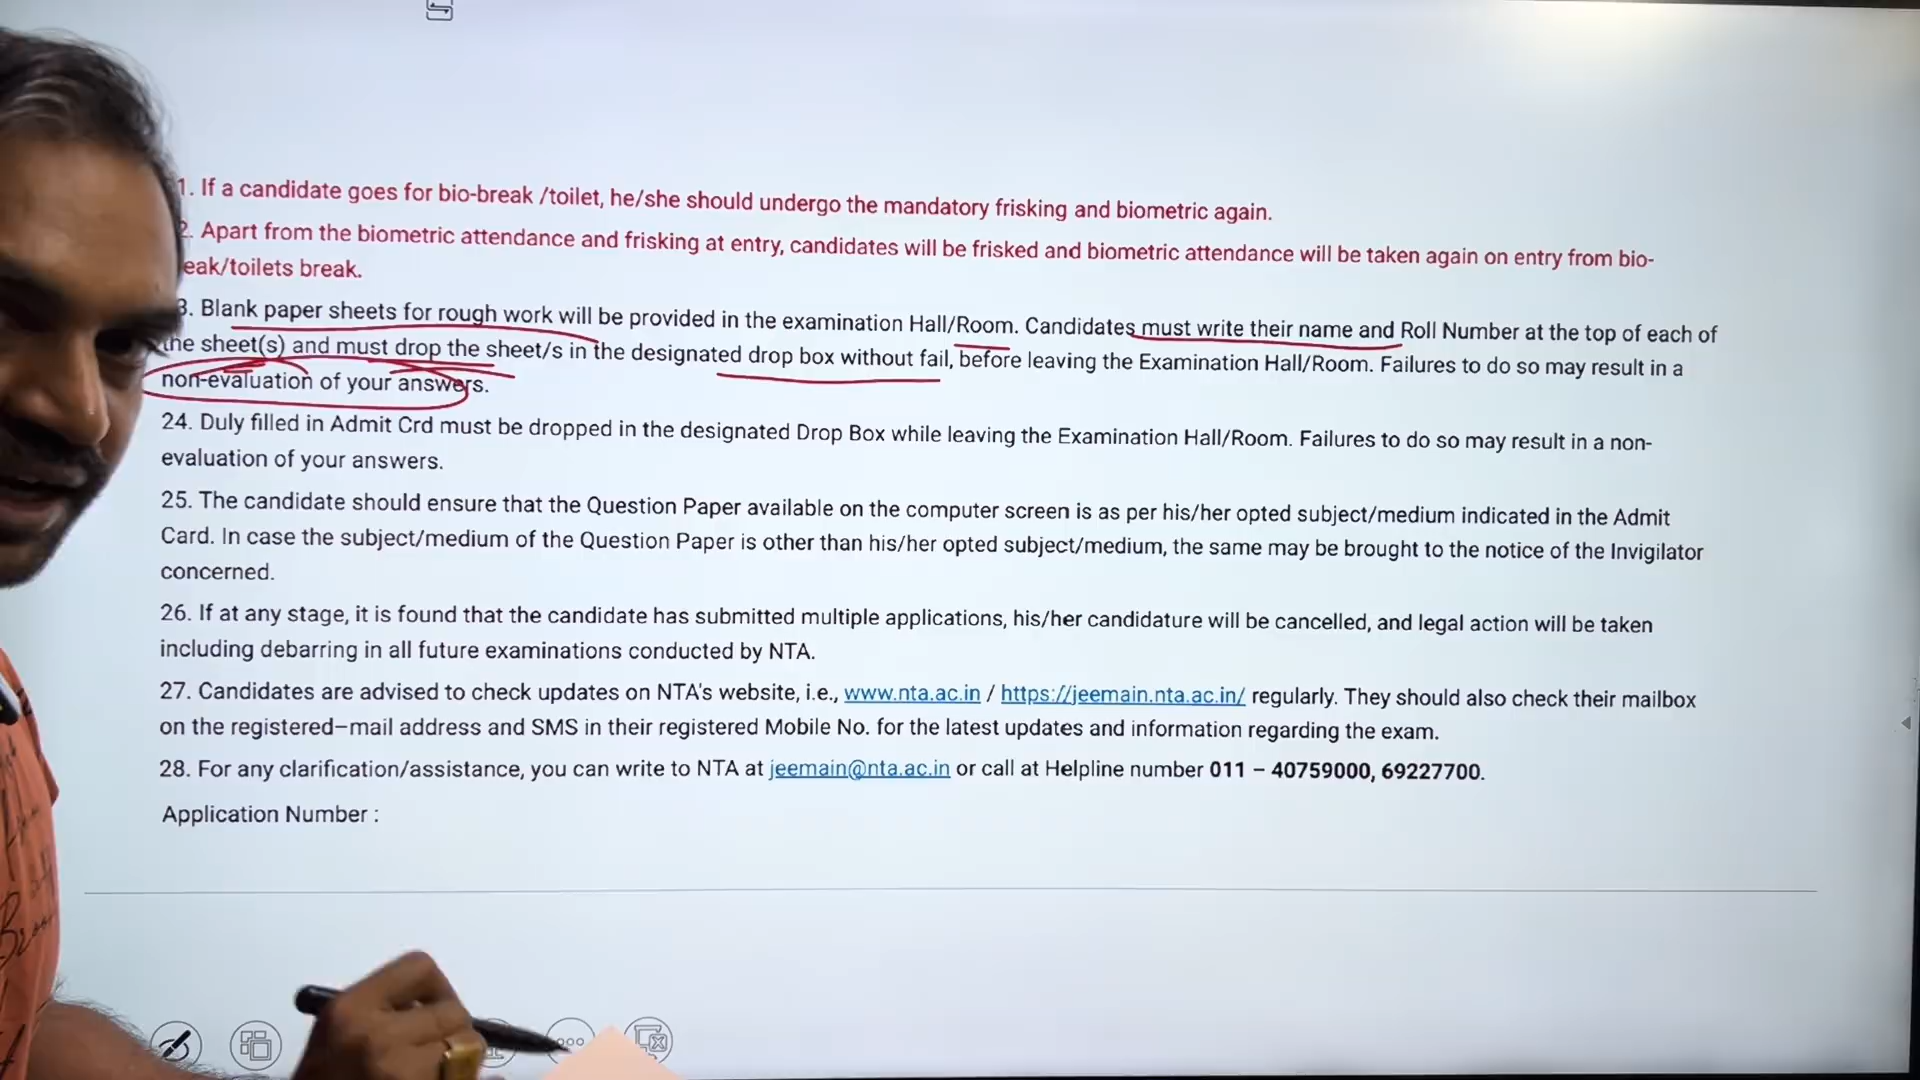 1. If a candidate goes for bio-break /toilet, he/she should undergo the mandatory frisking and biometric again.
2. Apart from the biometric attendance and frisking at entry, candidates will be frisked and biometric attendance will be taken again on entry from bio-
eak/toilets break.
3. Blank paper sheets for rough work will be provided in the examination Hall/Room. Candidates must write their name and Roll Number at the top of each of
the sheet(s) and must drop the sheet/s in the designated drop box without fail, before leaving the Examination Hall/Room. Failures to do so may result in a
non-evaluation of your answers.
24. Duly filled in Admit Crd must be dropped in the designated Drop Box while leaving the Examination Hall/Room. Failures to do so may result in a non-
evaluation of your answers.
25. The candidate should ensure that the Question Paper available on the computer screen is as per his/her opted subject/medium indicated in the Admit
Card. In case the subject/medium of the Question Paper is other than his/her opted subject/medium, the same may be brought to the notice of the Invigilator
concerned.
26. If at any stage, it is found that the candidate has submitted multiple applications, his/her candidature will be cancelled, and legal action will be taken
including debarring in all future examinations conducted by NTA.
27. Candidates are advised to check updates on NTA's website, i.e., www.nta.ac.in / https://jeemain.nta.ac.in/ regularly. They should also check their mailbox
on the registered–mail address and SMS in their registered Mobile No. for the latest updates and information regarding the exam.
28. For any clarification/assistance, you can write to NTA at jeemain@nta.ac.in or call at Helpline number 011 – 40759000, 69227700.
Application Number :